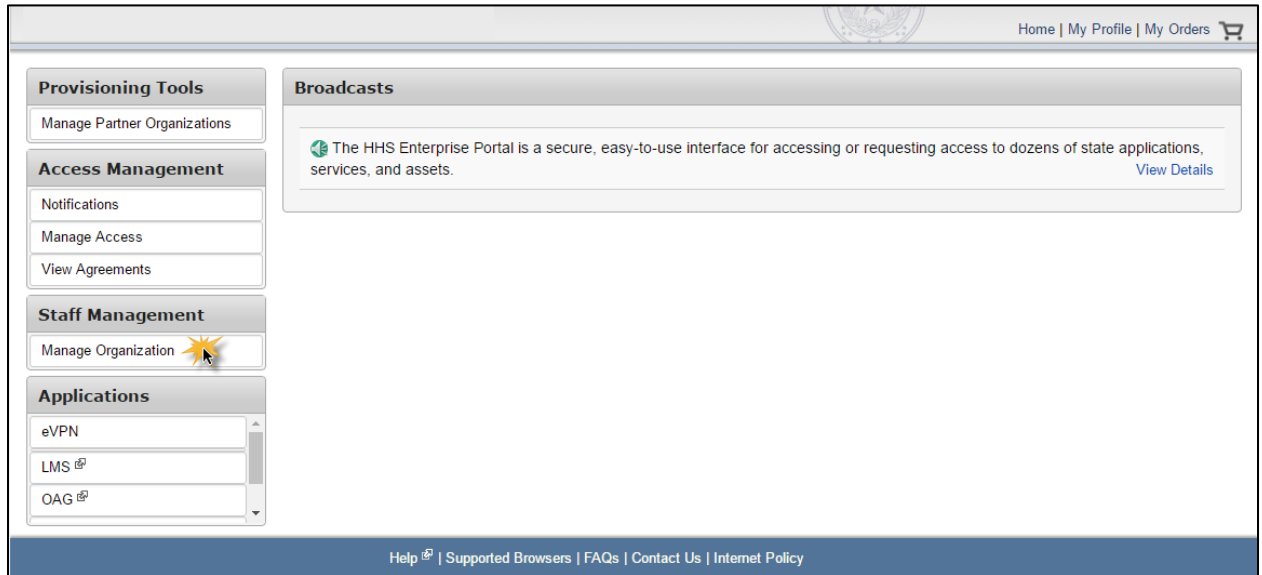 Home | My Profile | My Orders
Provisioning Tools
Manage Partner Organizations
Access Management
Notifications
Manage Access
View Agreements
Staff Management
Manage Organization
Applications
eVPN
LMS
OAG
Broadcasts
The HHS Enterprise Portal is a secure, easy-to-use interface for accessing or requesting access to dozens of state applications,
services, and assets. View Details
Help | Supported Browsers | FAQs | Contact Us | Internet Policy